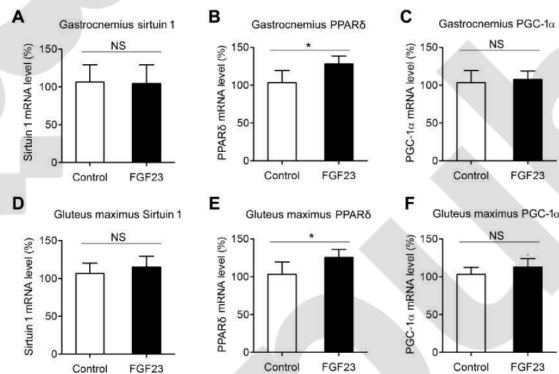 A
Gastrocnemius sirtuin 1
NS
Sirtuin 1 mRNA level (%)
150
100
50
0
Control
FGF23
B
Gastrocnemius PPARδ
*
PPARδ mRNA level (%)
150
100
50
0
Control
FGF23
C
Gastrocnemius PGC-1α
NS
PGC-1α mRNA level (%)
150
100
50
0
Control
FGF23
D
Gluteus maximus Sirtuin 1
NS
Sirtuin 1 mRNA level (%)
150
100
50
0
Control
FGF23
E
Gluteus maximus PPARδ
*
PPARδ mRNA level (%)
150
100
50
0
Control
FGF23
F
Gluteus maximus PGC-1α
NS
PGC-1α mRNA level (%)
150
100
50
0
Control
FGF23